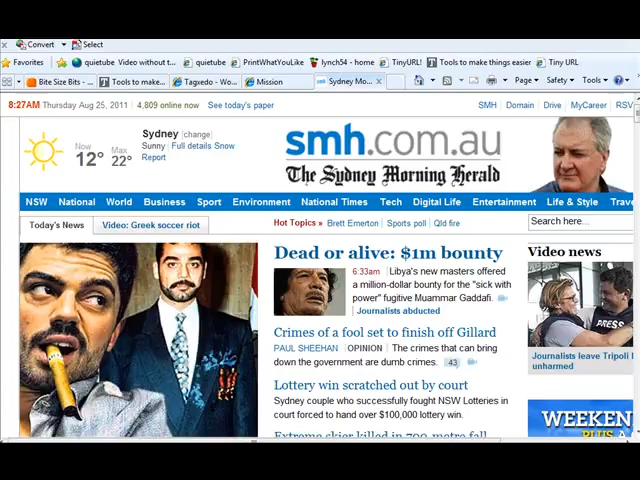 Convert Select
Favorites quietube Video without t... quietube PrintWhatYouLike lynch54 - home TinyURL! Tools to make things easier Tiny URL
Bite Size Bits - ... Tools to make... Tagxedo - Wo... Mission Sydney Mo... Page Safety Tools
8:27AM Thursday Aug 25, 2011 4,809 online now See today's paper SMH Domain Drive MyCareer RSV
Now 12° Max 22° Sydney [change]
Sunny Full details Snow
Report
smh.com.au
The Sydney Morning Herald
NSW National World Business Sport Environment National Times Tech Digital Life Entertainment Life & Style Trave
Today's News Video: Greek soccer riot Hot Topics » Brett Emerton Sports poll Qld fire Search here...
Dead or alive: $1m bounty
6:33am Libya's new masters offered
a million-dollar bounty for the "sick with
power" fugitive Muammar Gaddafi.
Journalists abducted
Crimes of a fool set to finish off Gillard
PAUL SHEEHAN OPINION The crimes that can bring
down the government are dumb crimes. 43
Lottery win scratched out by court
Sydney couple who successfully fought NSW Lotteries in
court forced to hand over $100,000 lottery win.
Extreme skier killed in 700-metre fall
Video news
PRESS
Journalists leave Tripoli
unharmed
WEEKEN
PLUS A